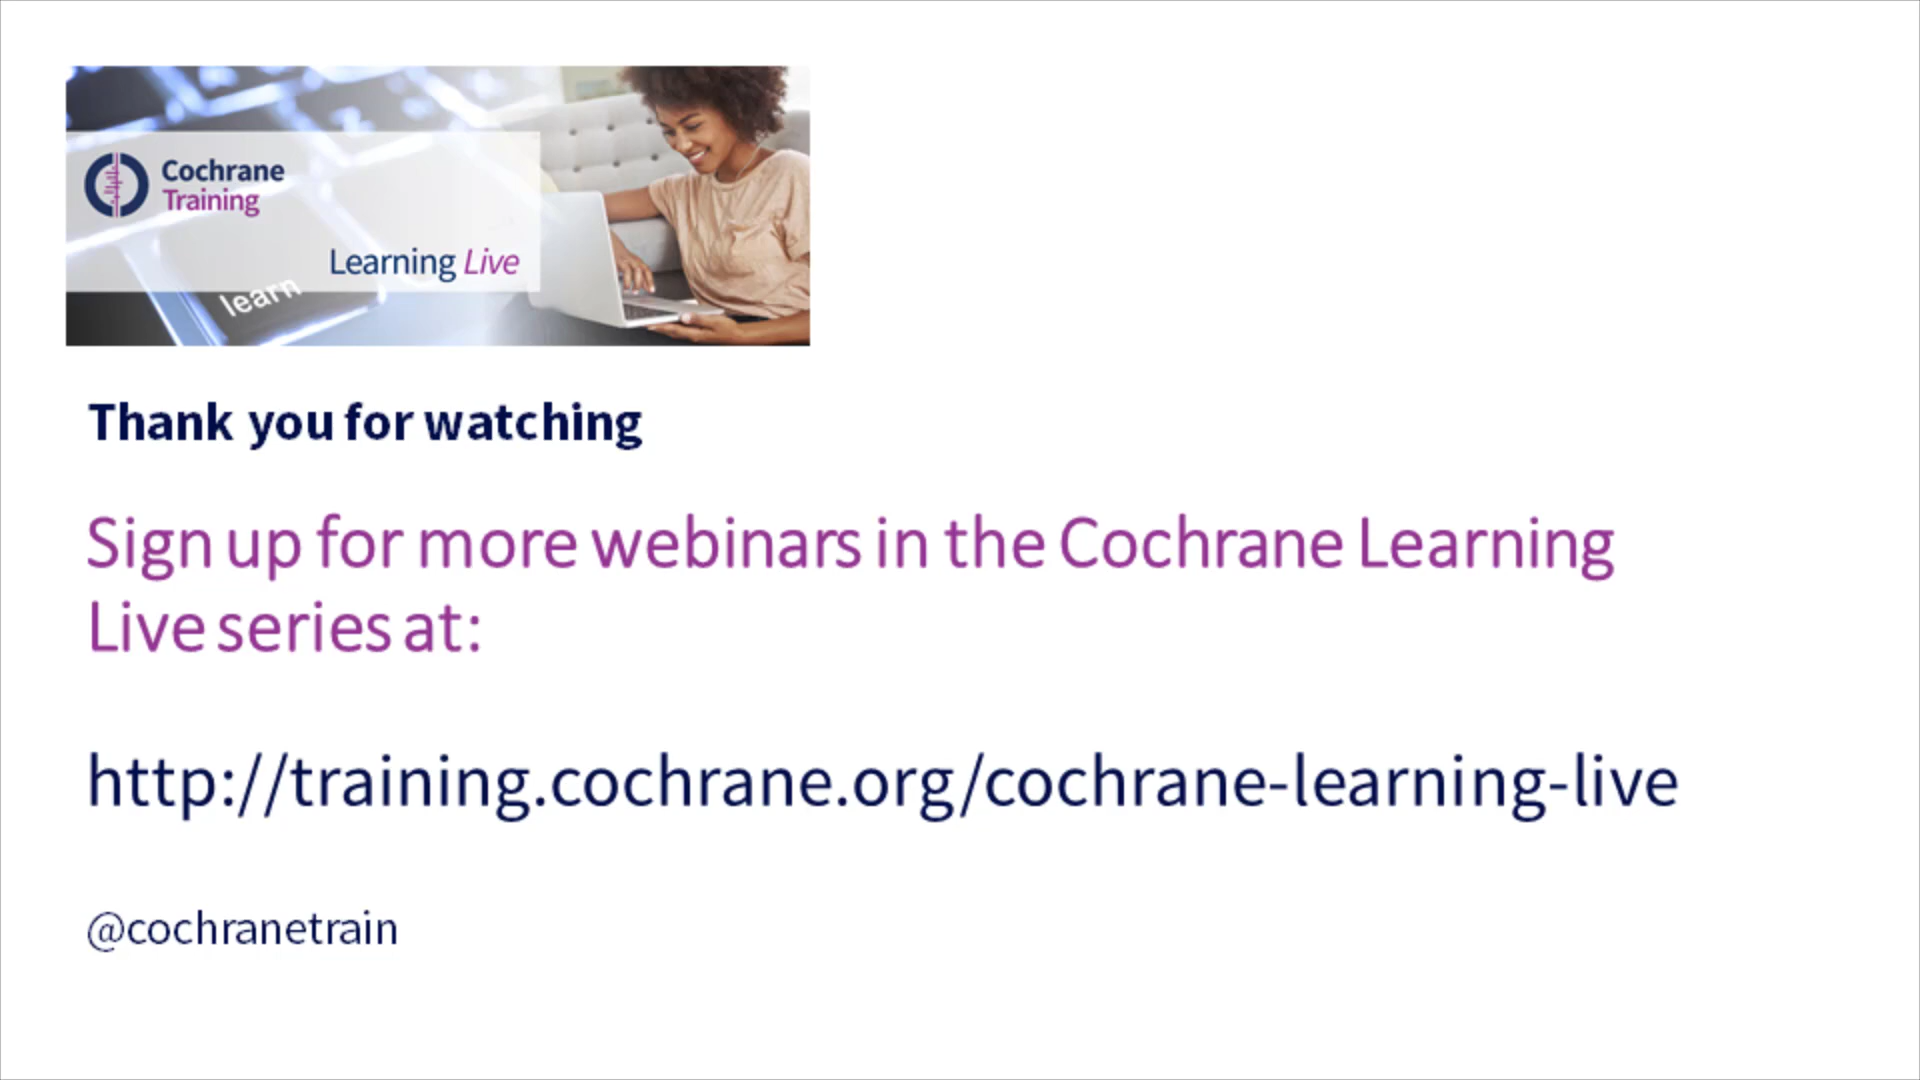 Cochrane
Training
Learning Live
learn
Thank you for watching
Sign up for more webinars in the Cochrane Learning
Live series at:
http://training.cochrane.org/cochrane-learning-live
@cochranetrain